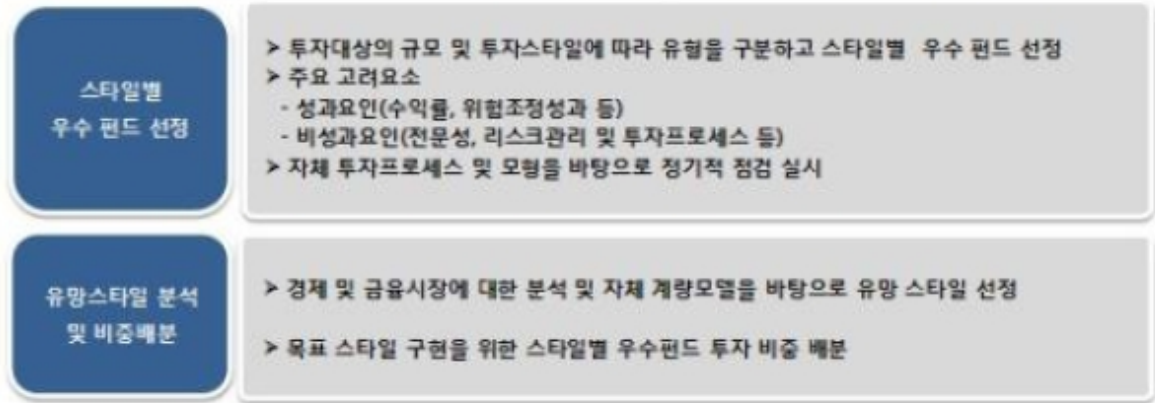 스타일별
우수 펀드 선정
➤ 투자대상의 규모 및 투자스타일에 따라 유형을 구분하고 스타일별 우수 펀드 선정
➤ 주요 고려요소
- 성과요인(수익률, 위험조정성과 등)
- 비성과요인(전문성, 리스크관리 및 투자프로세스 등)
➤ 자체 투자프로세스 및 모형을 바탕으로 정기적 점검 실시
유망스타일 분석
및 비중배분
➤ 경제 및 금융시장에 대한 분석 및 자체 계량모델을 바탕으로 유망 스타일 선정
➤ 목표 스타일 구현을 위한 스타일별 우수펀드 투자 비중 배분